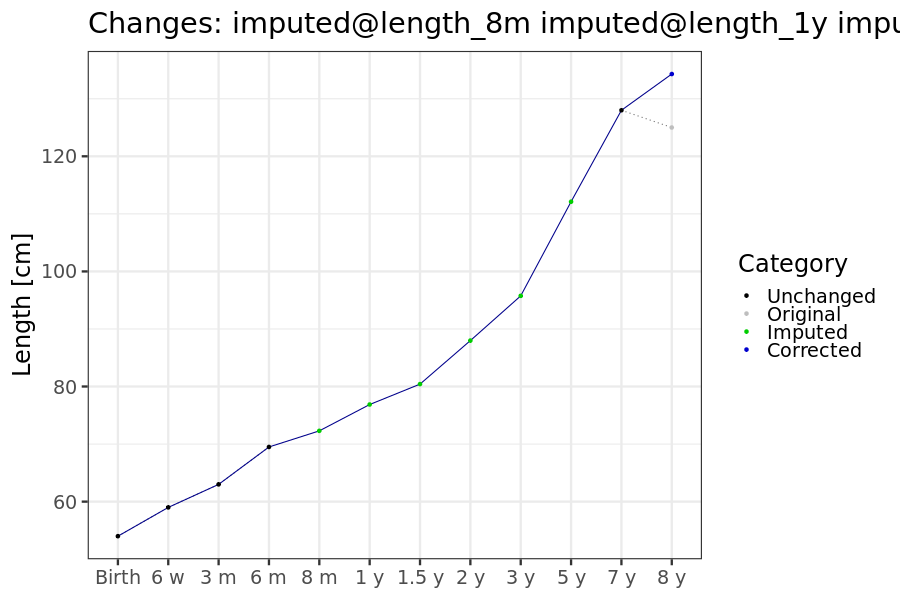 Changes: imputed@length_8m imputed@length_1y impu
Length [cm]
120
100
80
60
Birth 6 w 3 m 6 m 8 m 1 y 1.5 y 2 y 3 y 5 y 7 y 8 y
Category
Unchanged
Original
Imputed
Corrected